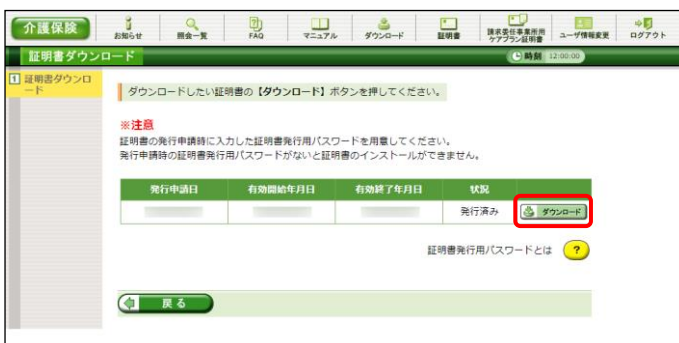 介護保険
お知らせ
照会一覧
FAQ
マニュアル
ダウンロード
証明書
請求委任事業所用
ケアプラン証明書
ユーザ情報変更
ログアウト
証明書ダウンロード
時刻 12:00:00
1 証明書ダウンロ
ード
ダウンロードしたい証明書の【ダウンロード】ボタンを押してください。
※注意
証明書の発行申請時に入力した証明書発行用パスワードを用意してください。
発行申請時の証明書発行用パスワードがないと証明書のインストールができません。
発行申請日 有効開始年月日 有効終了年月日 状況
発行済み ダウンロード
証明書発行用パスワードとは ?
戻る